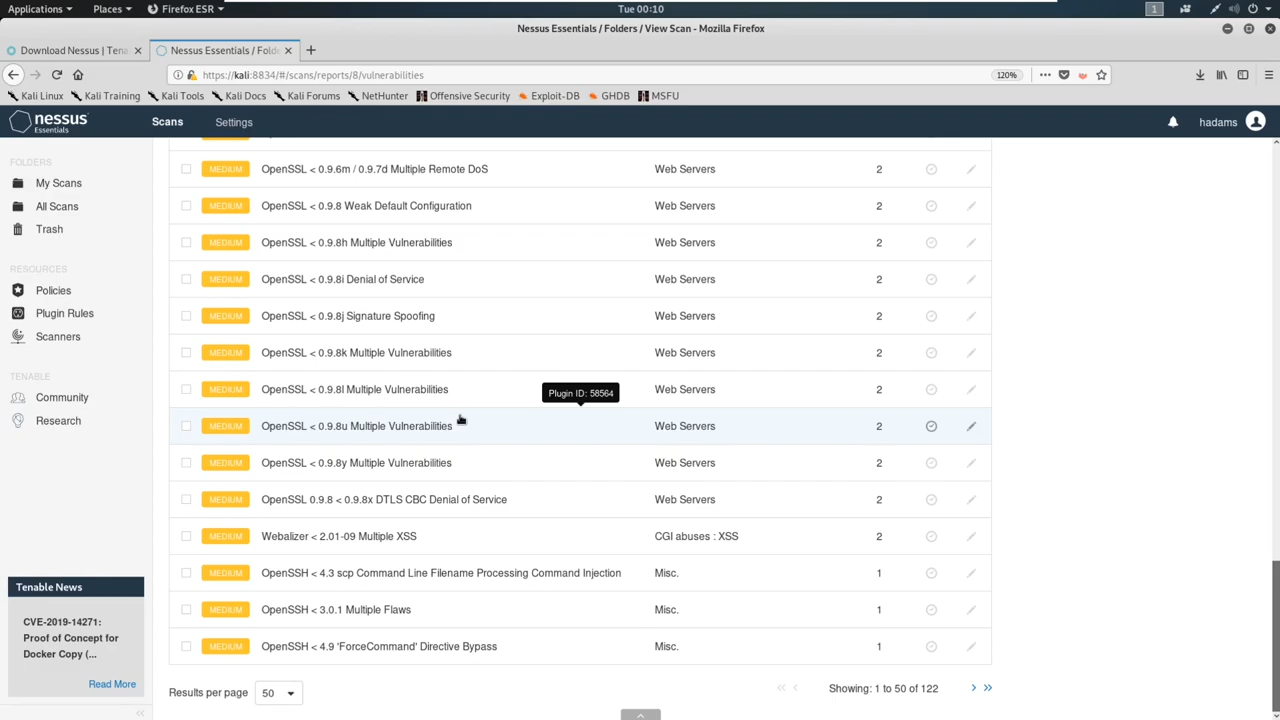 Applications Places Firefox ESR Tue 00:10 1
Nessus Essentials / Folders / View Scan - Mozilla Firefox
Download Nessus | Tena Nessus Essentials / Fold
https://kali:8834/#/scans/reports/8/vulnerabilities 120%
Kali Linux Kali Training Kali Tools Kali Docs Kali Forums NetHunter Offensive Security Exploit-DB GHDB MSFU
nessus Essentials Scans Settings hadams
FOLDERS
My Scans
All Scans
Trash
RESOURCES
Policies
Plugin Rules
Scanners
TENABLE
Community
Research
Tenable News
CVE-2019-14271:
Proof of Concept for
Docker Copy (...
Read More
MEDIUM OpenSSL < 0.9.6m / 0.9.7d Multiple Remote DoS Web Servers 2
MEDIUM OpenSSL < 0.9.8 Weak Default Configuration Web Servers 2
MEDIUM OpenSSL < 0.9.8h Multiple Vulnerabilities Web Servers 2
MEDIUM OpenSSL < 0.9.8i Denial of Service Web Servers 2
MEDIUM OpenSSL < 0.9.8j Signature Spoofing Web Servers 2
MEDIUM OpenSSL < 0.9.8k Multiple Vulnerabilities Web Servers 2
MEDIUM OpenSSL < 0.9.8l Multiple Vulnerabilities Web Servers 2
Plugin ID: 58564
MEDIUM OpenSSL < 0.9.8u Multiple Vulnerabilities Web Servers 2
MEDIUM OpenSSL < 0.9.8y Multiple Vulnerabilities Web Servers 2
MEDIUM OpenSSL 0.9.8 < 0.9.8x DTLS CBC Denial of Service Web Servers 2
MEDIUM Webalizer < 2.01-09 Multiple XSS CGI abuses : XSS 2
MEDIUM OpenSSH < 4.3 scp Command Line Filename Processing Command Injection Misc. 1
MEDIUM OpenSSH < 3.0.1 Multiple Flaws Misc. 1
MEDIUM OpenSSH < 4.9 'ForceCommand' Directive Bypass Misc. 1
Results per page 50 Showing: 1 to 50 of 122